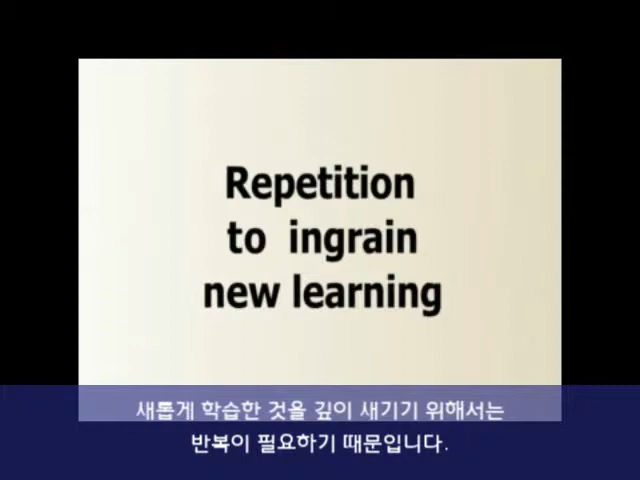 Repetition
to ingrain
new learning
새롭게 학습한 것을 깊이 새기기 위해서는
반복이 필요하기 때문입니다.